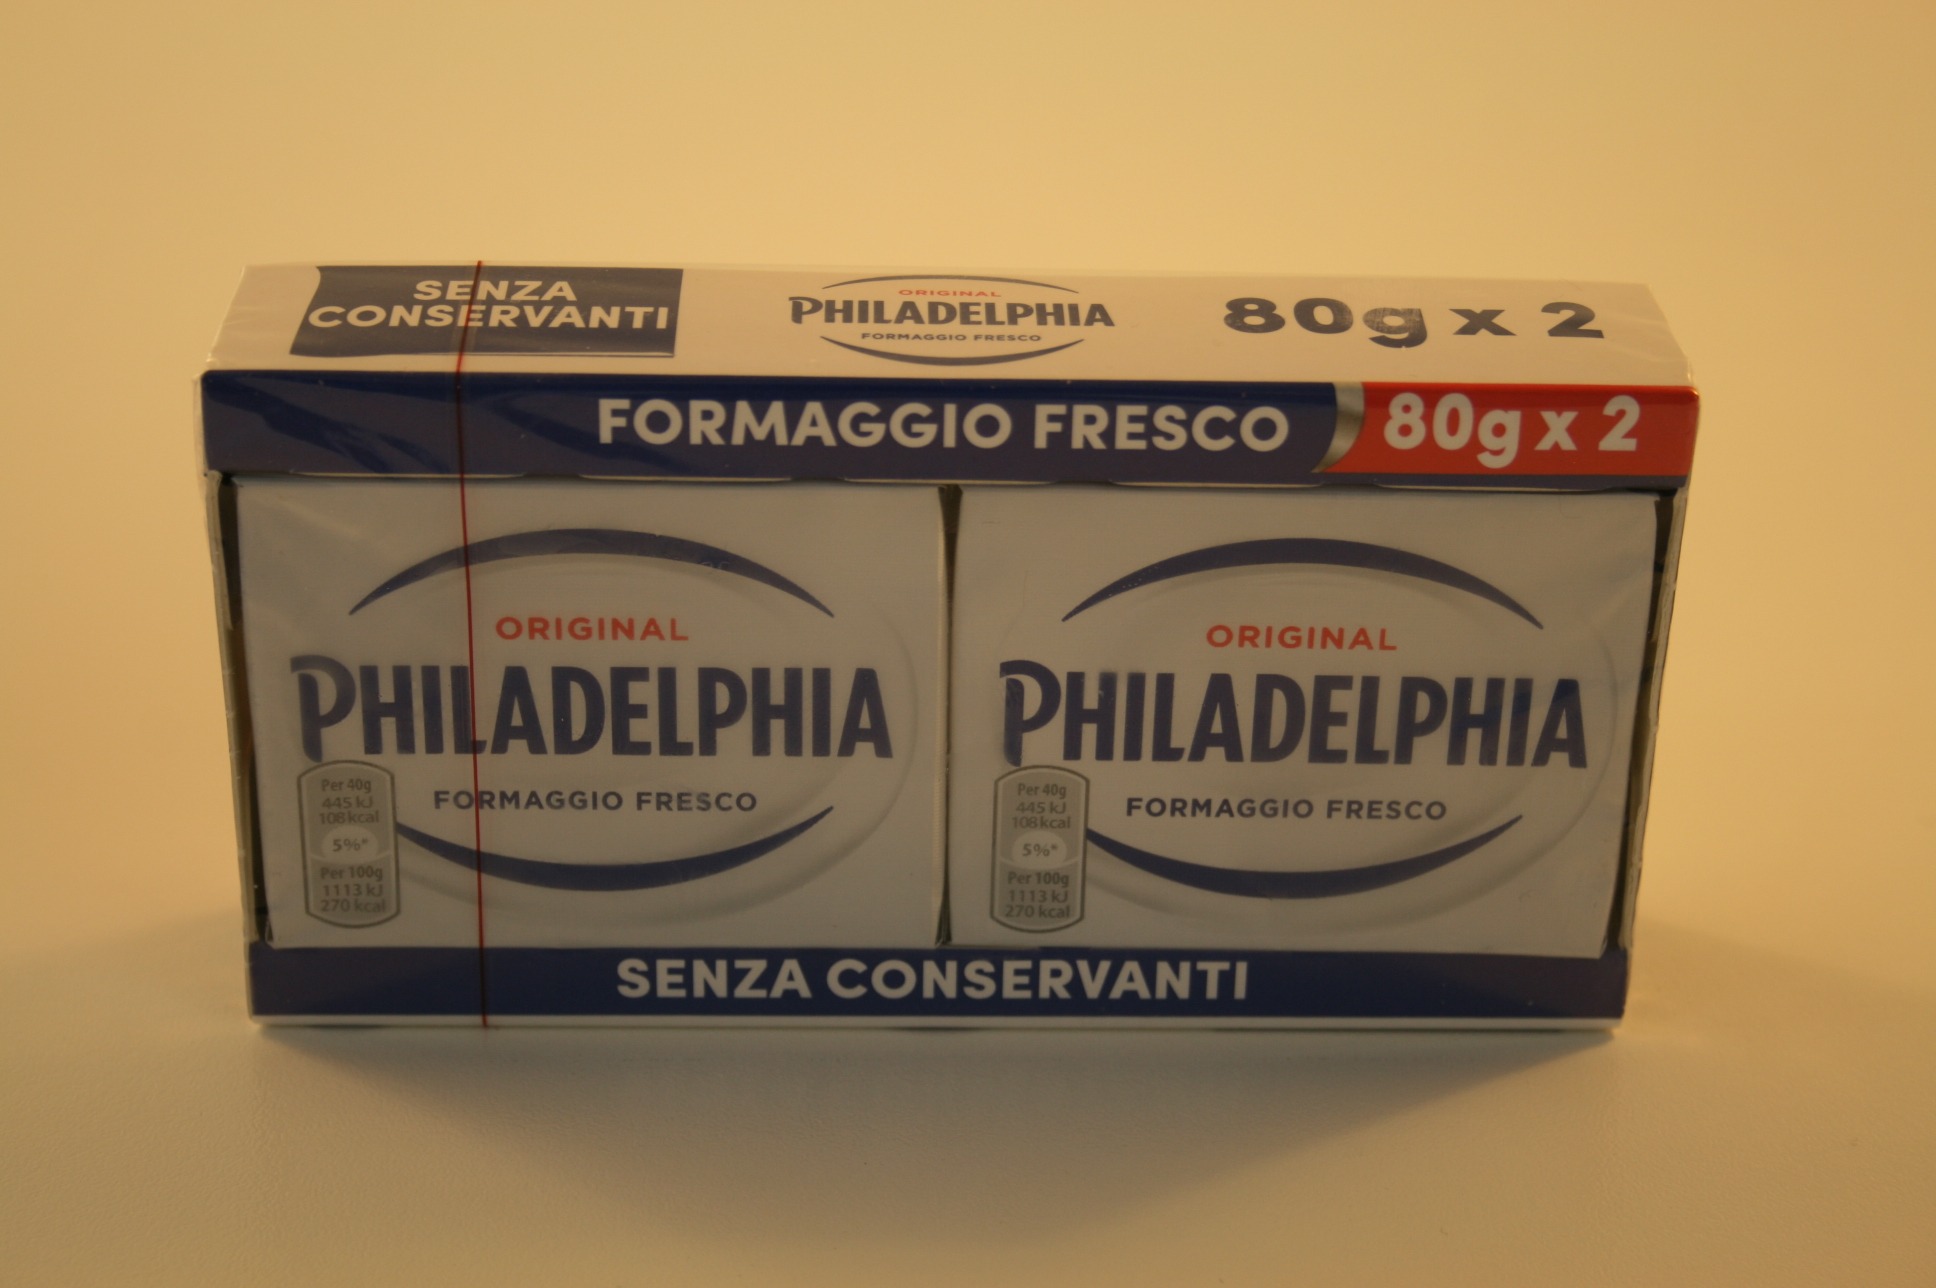 SENZA
CONSERVANTI
ORIGINAL
PHILADELPHIA
FORMAGGIO FRESCO
80g x 2
FORMAGGIO FRESCO
80g x 2
ORIGINAL
PHILADELPHIA
FORMAGGIO FRESCO
Per 40g
445 kJ
108 kcal
5%*
Per 100g
1113 kJ
270 kcal
ORIGINAL
PHILADELPHIA
FORMAGGIO FRESCO
Per 40g
445 kJ
108 kcal
5%*
Per 100g
1113 kJ
270 kcal
SENZA CONSERVANTI